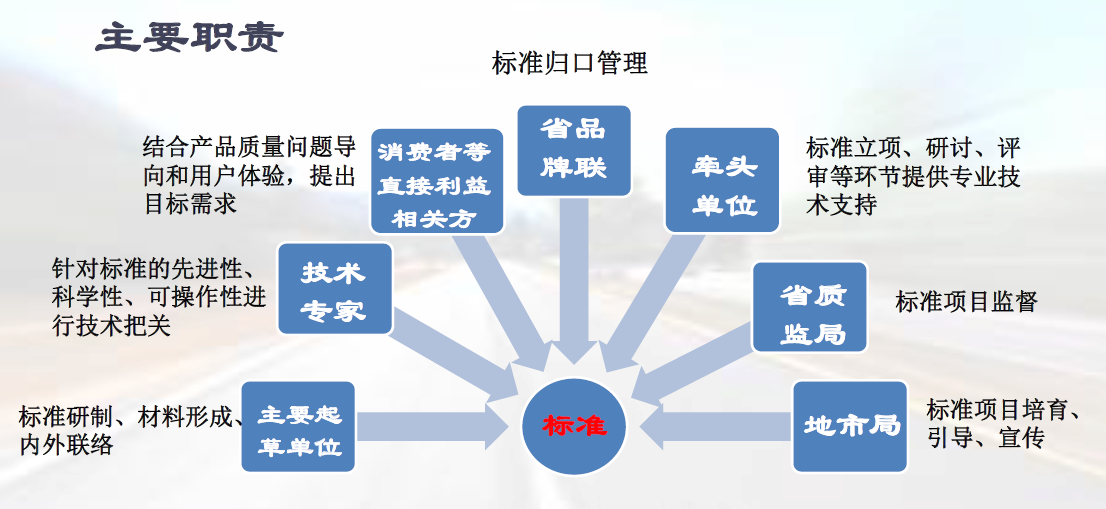 主要职责
标准归口管理
省品
牌联
结合产品质量问题导
向和用户体验，提出
目标需求
消费者等
直接利益
相关方
牵头
单位
标准立项、研讨、评
审等环节提供专业技
术支持
针对标准的先进性、
科学性、可操作性进
行技术把关
技术
专家
省质
监局
标准项目监督
标准研制、材料形成、
内外联络
主要起
草单位
标准
地市局
标准项目培育、
引导、宣传